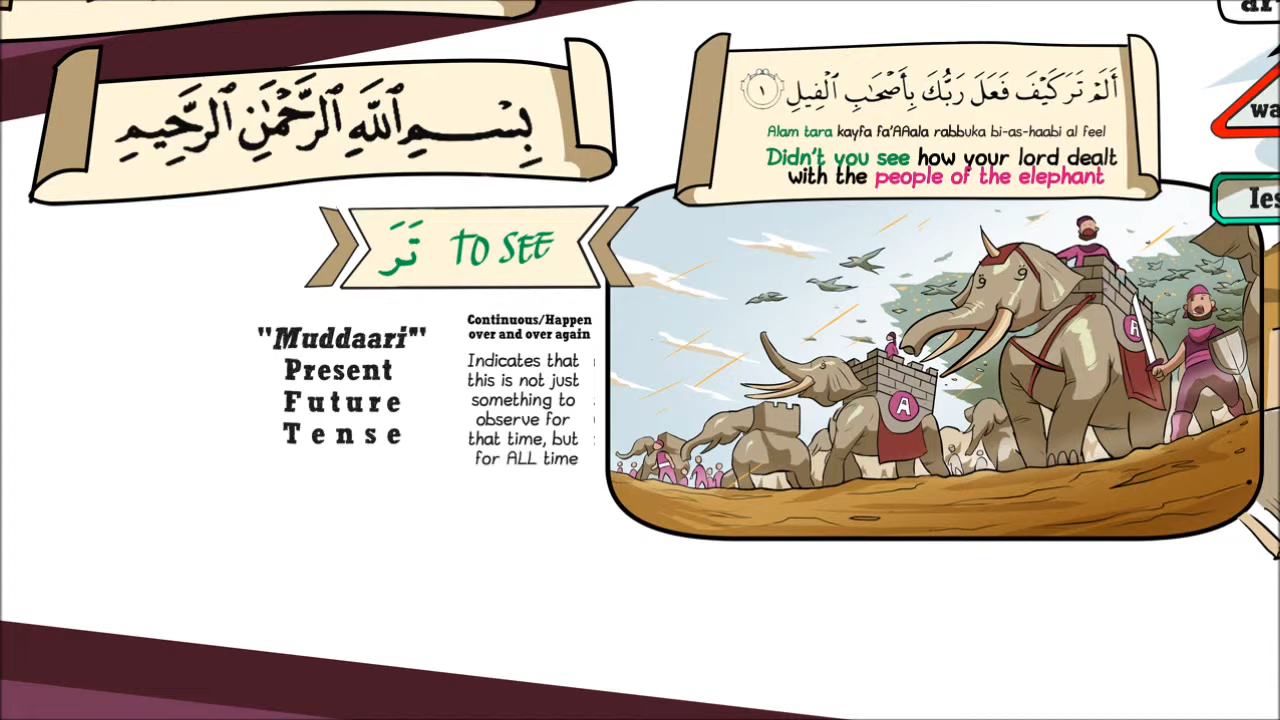 بِسْمِ ٱللَّهِ ٱلرَّحْمَٰنِ ٱلرَّحِيمِ
أَلَمْ تَرَ كَيْفَ فَعَلَ رَبُّكَ بِأَصْحَٰبِ ٱلْفِيلِ ١
Alam tara kayfa fa'AAala rabbuka bi-as-haabi al feel
Didn't you see how your lord dealt
with the people of the elephant
تَرَ TO SEE
"Muddaari'"
Present
Future
Tense
Continuous/Happen
over and over again
Indicates that
this is not just
something to
observe for
that time, but
for ALL time
A
A